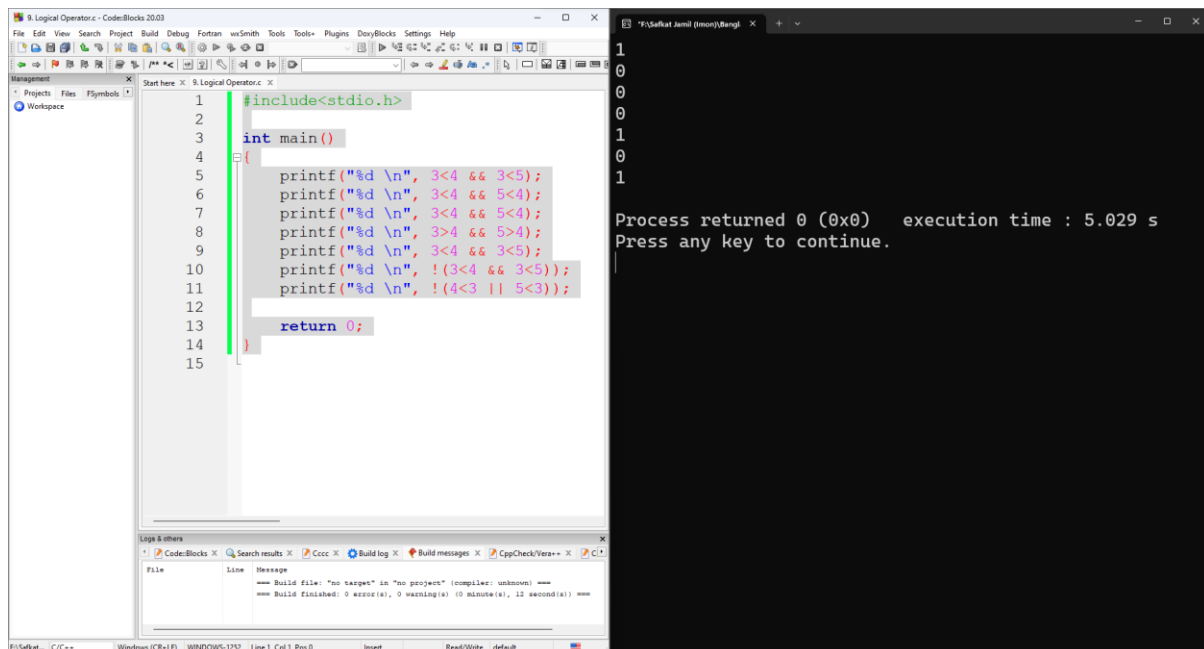 9. Logical Operator.c - Code::Blocks 20.03
File Edit View Search Project Build Debug Fortran wxSmith Tools Tools+ Plugins DoxyBlocks Settings Help
Management
Projects Files FSymbols
Workspace
Start here 9. Logical Operator.c
1 #include<stdio.h>
2
3 int main()
4 {
5 printf("%d \n", 3<4 && 3<5);
6 printf("%d \n", 3<4 && 5<4);
7 printf("%d \n", 3<4 && 5<4);
8 printf("%d \n", 3>4 && 5>4);
9 printf("%d \n", 3<4 && 3<5);
10 printf("%d \n", !(3<4 && 3<5));
11 printf("%d \n", !(4<3 || 5<3));
12
13 return 0;
14 }
15
Logs & others
Code::Blocks Search results Cccc Build log Build messages CppCheck/Vera++
File Line Message
=== Build file: "no target" in "no project" (compiler: unknown) ===
=== Build finished: 0 error(s), 0 warning(s) (0 minute(s), 12 second(s)) ===
F:\Safkat... C/C++ Windows (CR+LF) WINDOWS-1252 Line 1, Col 1, Pos 0 Insert Read/Write default
"F:\Safkat Jamil (Imon)\Bangl
1
0
0
0
1
0
1
Process returned 0 (0x0) execution time : 5.029 s
Press any key to continue.